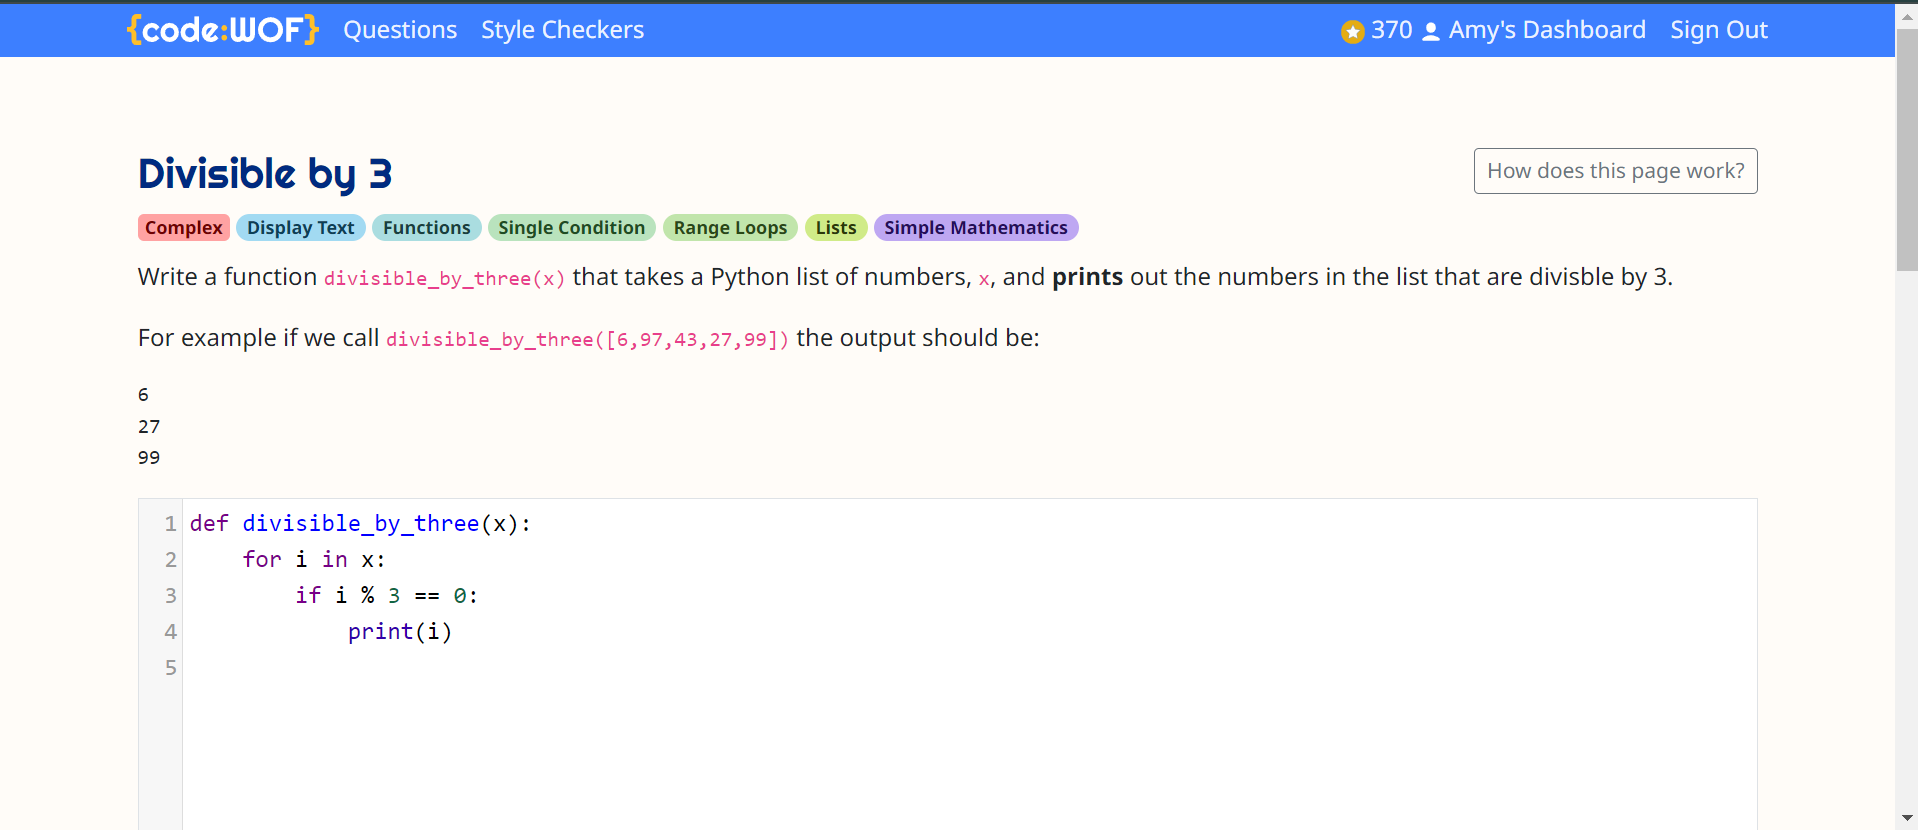 {code:WOF} Questions Style Checkers 370 Amy's Dashboard Sign Out
Divisible by 3
How does this page work?
Complex Display Text Functions Single Condition Range Loops Lists Simple Mathematics
Write a function divisible_by_three(x) that takes a Python list of numbers, x, and prints out the numbers in the list that are divisble by 3.
For example if we call divisible_by_three([6,97,43,27,99]) the output should be:
6
27
99
1 def divisible_by_three(x):
2     for i in x:
3         if i % 3 == 0:
4             print(i)
5